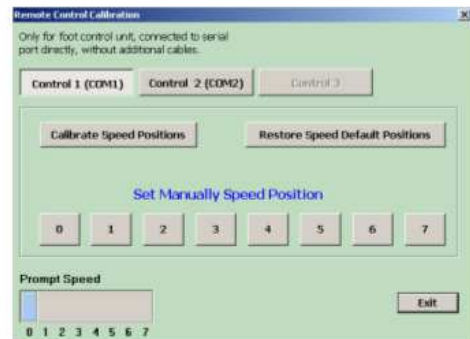 Remote Control Calibration
Only for foot control unit, connected to serial
port directly, without additional cables.
Control 1 (COM1) Control 2 (COM2) Control 3
Calibrate Speed Positions Restore Speed Default Positions
Set Manually Speed Position
0 1 2 3 4 5 6 7
Prompt Speed
Exit
0 1 2 3 4 5 6 7